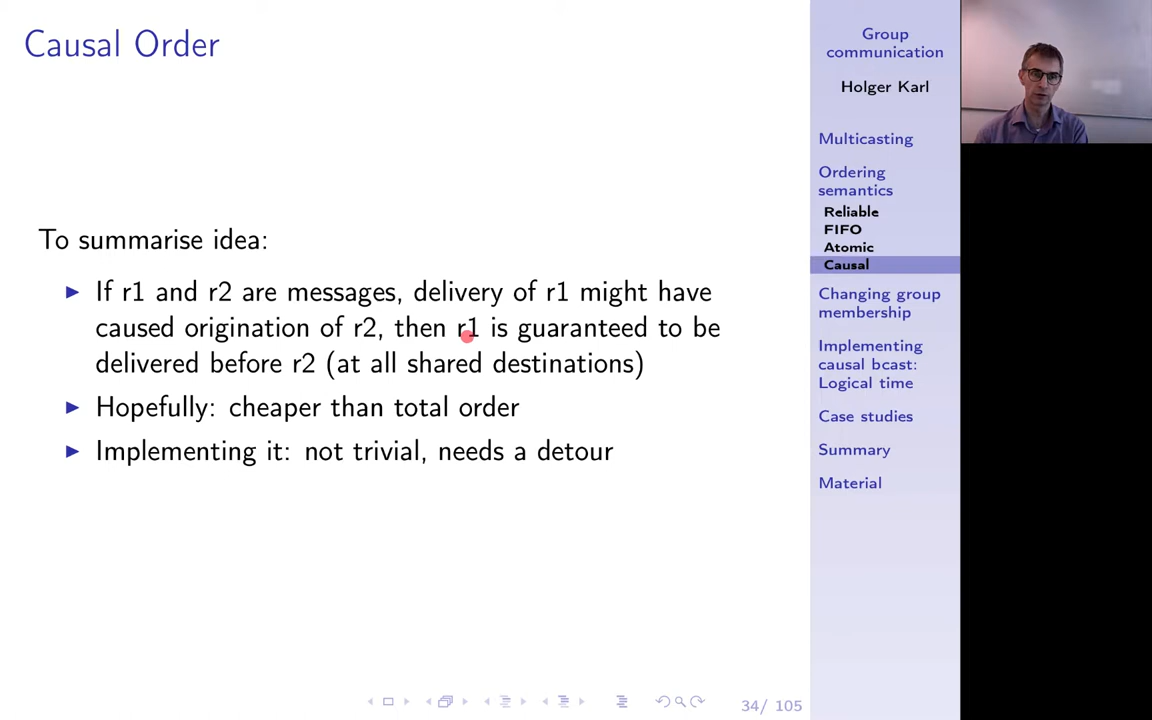 Causal Order
To summarise idea:
If r1 and r2 are messages, delivery of r1 might have
caused origination of r2, then r1 is guaranteed to be
delivered before r2 (at all shared destinations)
Hopefully: cheaper than total order
Implementing it: not trivial, needs a detour
34/ 105
Group
communication
Holger Karl
Multicasting
Ordering
semantics
Reliable
FIFO
Atomic
Causal
Changing group
membership
Implementing
causal bcast:
Logical time
Case studies
Summary
Material